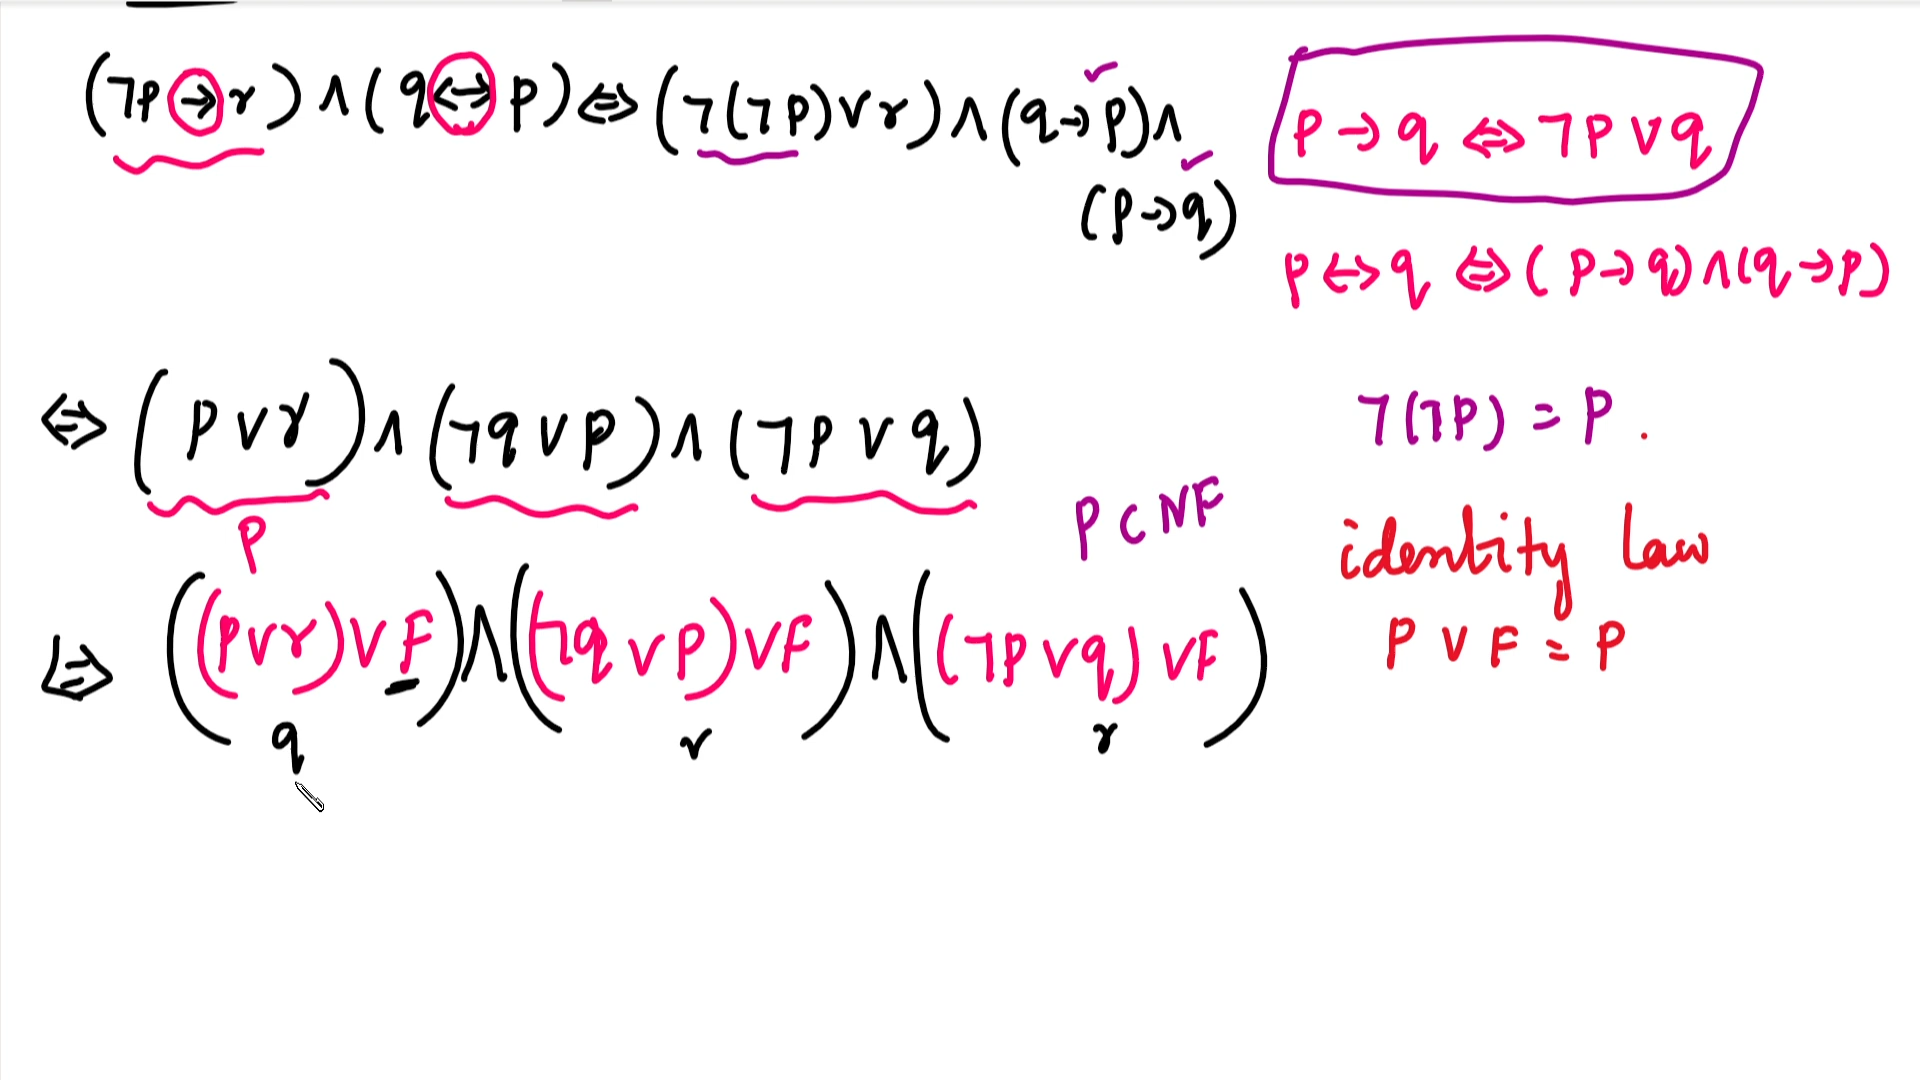 (¬p → r) ∧ (q ↔ p) ⇔ (¬(¬p) ∨ r) ∧ (q → p) ∧
(p → q)
p → q ⇔ ¬p ∨ q
p ↔ q ⇔ (p → q) ∧ (q → p)
⇔ (p ∨ r) ∧ (¬q ∨ p) ∧ (¬p ∨ q)
¬(¬p) = p.
p
PCNF
identity law
P ∨ F = P
⇔ ((p ∨ r) ∨ F) ∧ ((¬q ∨ p) ∨ F) ∧ ((¬p ∨ q) ∨ F)
q r r